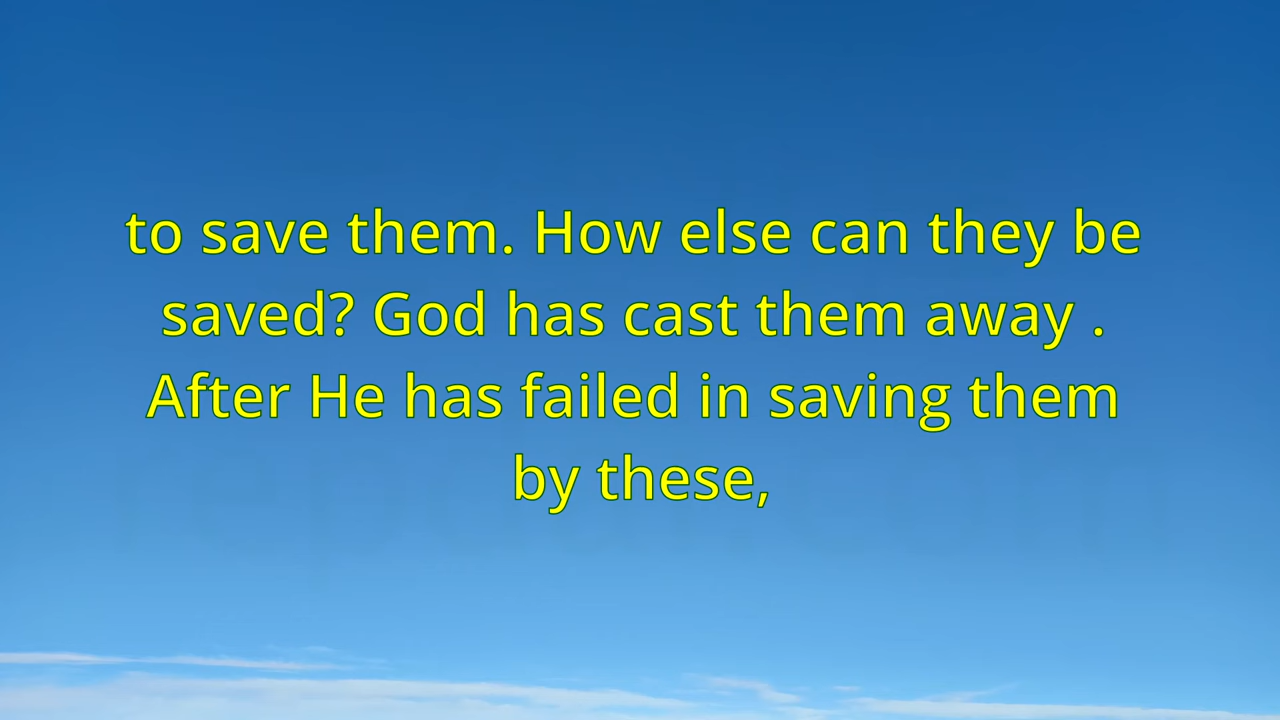 to save them. How else can they be
saved? God has cast them away .
After He has failed in saving them
by these,